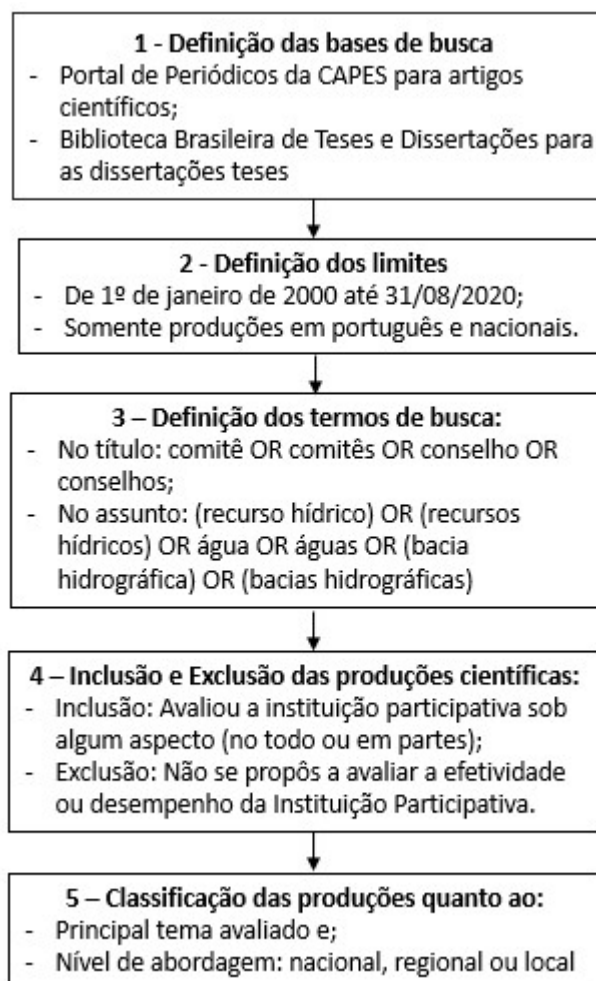 1 - Definição das bases de busca
- Portal de Periódicos da CAPES para artigos
científicos;
- Biblioteca Brasileira de Teses e Dissertações para
as dissertações teses
2 - Definição dos limites
- De 1º de janeiro de 2000 até 31/08/2020;
- Somente produções em português e nacionais.
3 – Definição dos termos de busca:
- No título: comitê OR comitês OR conselho OR
conselhos;
- No assunto: (recurso hídrico) OR (recursos
hídricos) OR água OR águas OR (bacia
hidrográfica) OR (bacias hidrográficas)
4 – Inclusão e Exclusão das produções científicas:
- Inclusão: Avaliou a instituição participativa sob
algum aspecto (no todo ou em partes);
- Exclusão: Não se propôs a avaliar a efetividade
ou desempenho da Instituição Participativa.
5 – Classificação das produções quanto ao:
- Principal tema avaliado e;
- Nível de abordagem: nacional, regional ou local